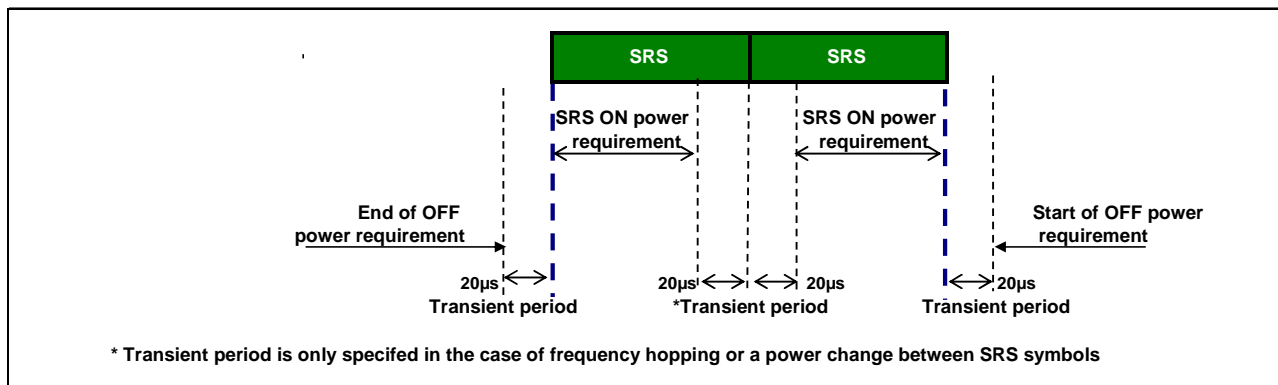 SRS SRS
SRS ON power
requirement
SRS ON power
requirement
End of OFF
power requirement
Start of OFF power
requirement
20µs 20µs 20µs 20µs
Transient period *Transient period Transient period
* Transient period is only specifed in the case of frequency hopping or a power change between SRS symbols